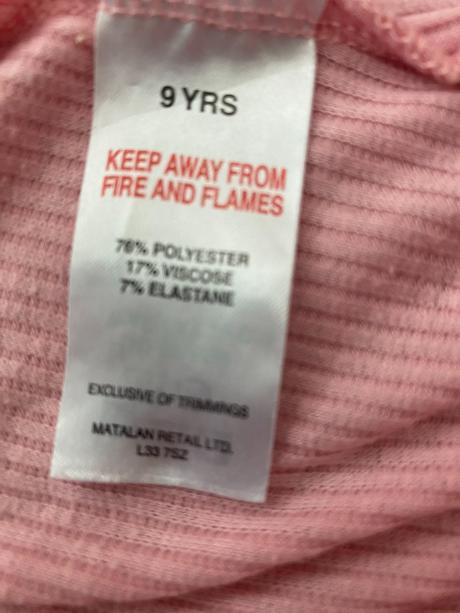 9 YRS
KEEP AWAY FROM
FIRE AND FLAMES
76% POLYESTER
17% VISCOSE
7% ELASTANE
EXCLUSIVE OF TRIMMINGS
MATALAN RETAIL LTD.
L33 7SZ